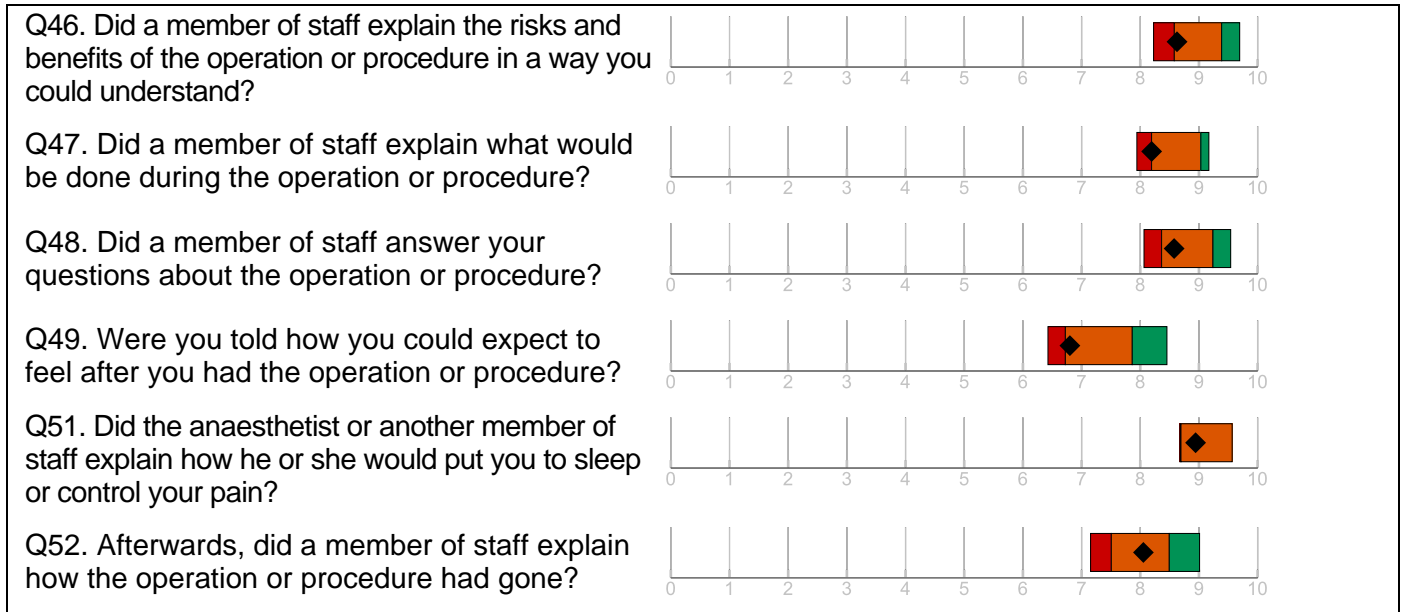 Q46. Did a member of staff explain the risks and
benefits of the operation or procedure in a way you
could understand?
0 1 2 3 4 5 6 7 8 9 10
Q47. Did a member of staff explain what would
be done during the operation or procedure?
0 1 2 3 4 5 6 7 8 9 10
Q48. Did a member of staff answer your
questions about the operation or procedure?
0 1 2 3 4 5 6 7 8 9 10
Q49. Were you told how you could expect to
feel after you had the operation or procedure?
0 1 2 3 4 5 6 7 8 9 10
Q51. Did the anaesthetist or another member of
staff explain how he or she would put you to sleep
or control your pain?
0 1 2 3 4 5 6 7 8 9 10
Q52. Afterwards, did a member of staff explain
how the operation or procedure had gone?
0 1 2 3 4 5 6 7 8 9 10